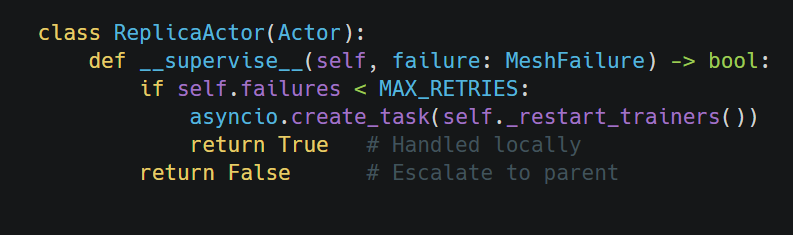 class ReplicaActor(Actor):
    def __supervise__(self, failure: MeshFailure) -> bool:
        if self.failures < MAX_RETRIES:
            asyncio.create_task(self._restart_trainers())
            return True   # Handled locally
        return False      # Escalate to parent